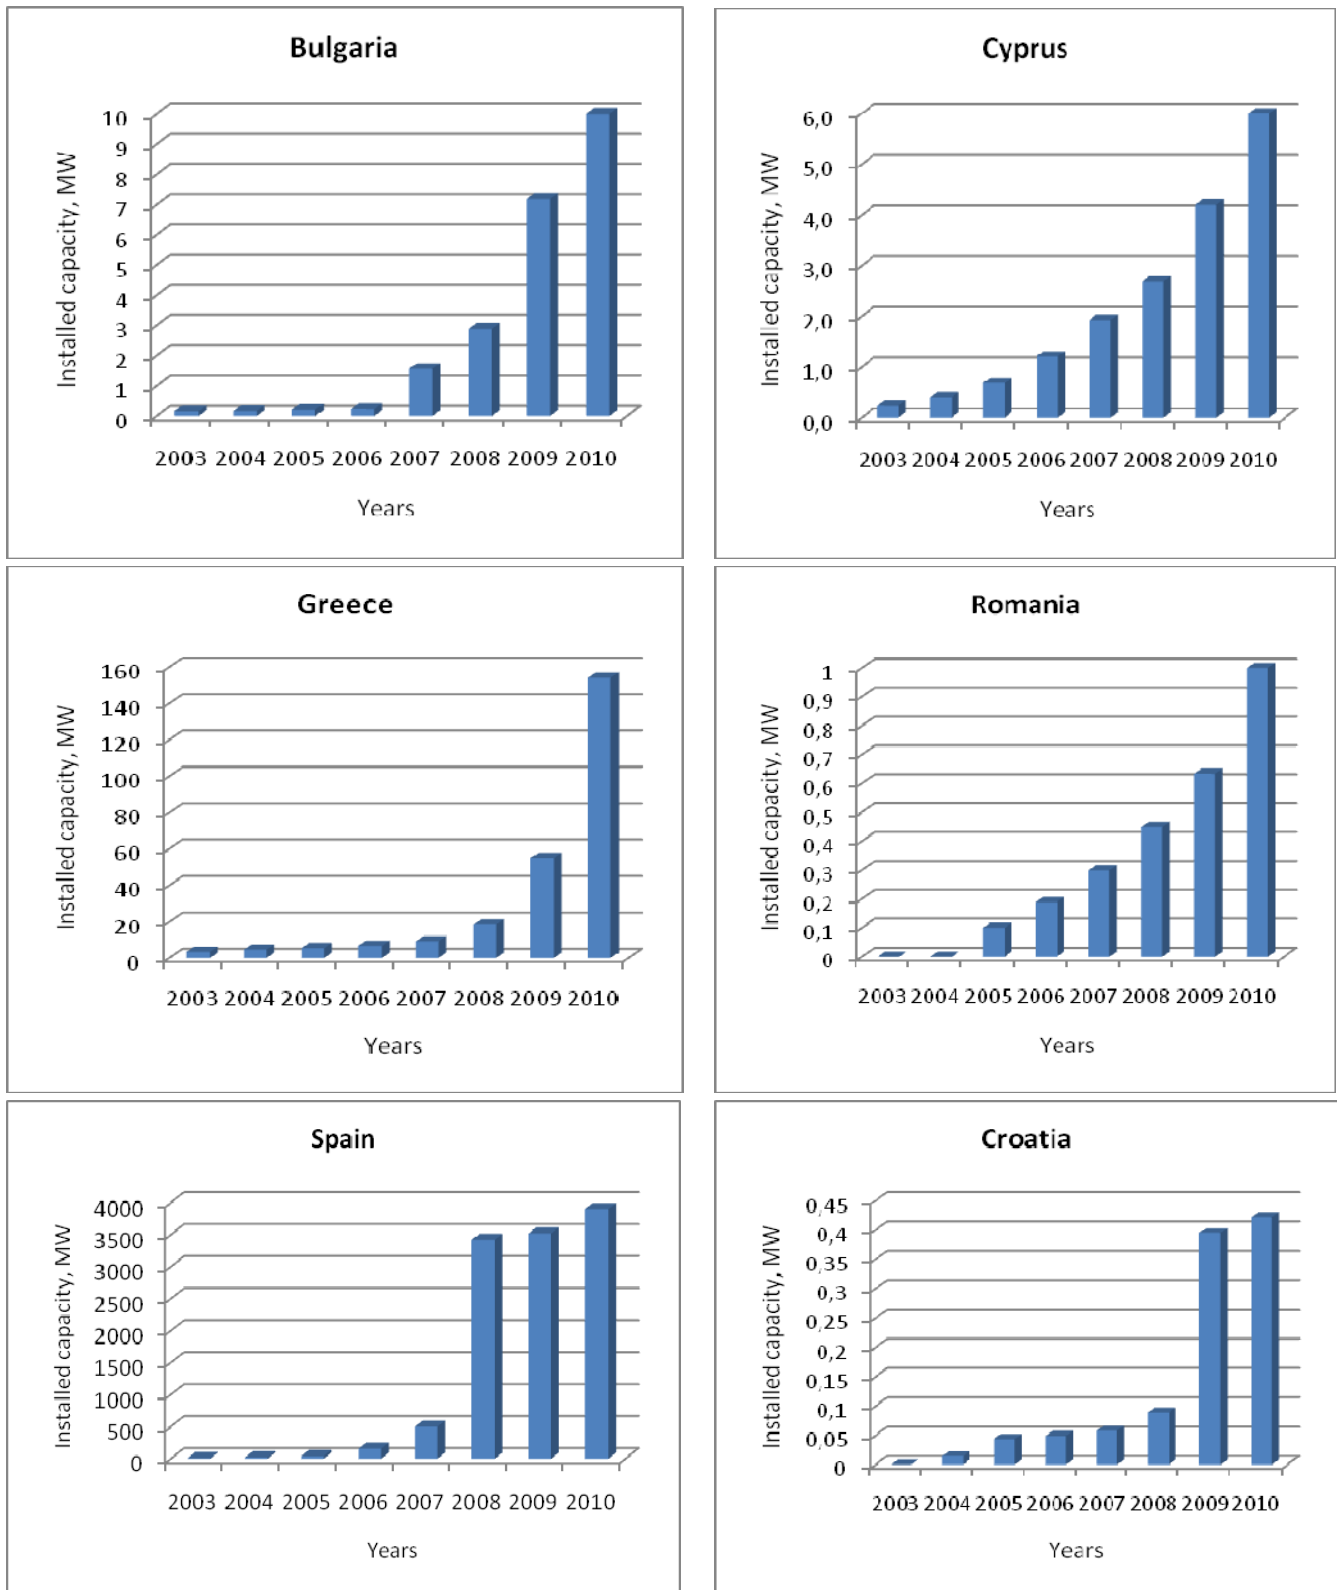 Bulgaria
Installed capacity, MW
10
9
8
7
6
5
4
3
2
1
0
2003 2004 2005 2006 2007 2008 2009 2010
Years
Cyprus
Installed capacity, MW
6,0
5,0
4,0
3,0
2,0
1,0
0,0
2003 2004 2005 2006 2007 2008 2009 2010
Years
Greece
Installed capacity, MW
160
140
120
100
80
60
40
20
0
2003 2004 2005 2006 2007 2008 2009 2010
Years
Romania
Installed capacity, MW
1
0,9
0,8
0,7
0,6
0,5
0,4
0,3
0,2
0,1
0
2003 2004 2005 2006 2007 2008 2009 2010
Years
Spain
Installed capacity, MW
4000
3500
3000
2500
2000
1500
1000
500
0
2003 2004 2005 2006 2007 2008 2009 2010
Years
Croatia
Installed capacity, MW
0,45
0,4
0,35
0,3
0,25
0,2
0,15
0,1
0,05
0
2003 2004 2005 2006 2007 2008 2009 2010
Years